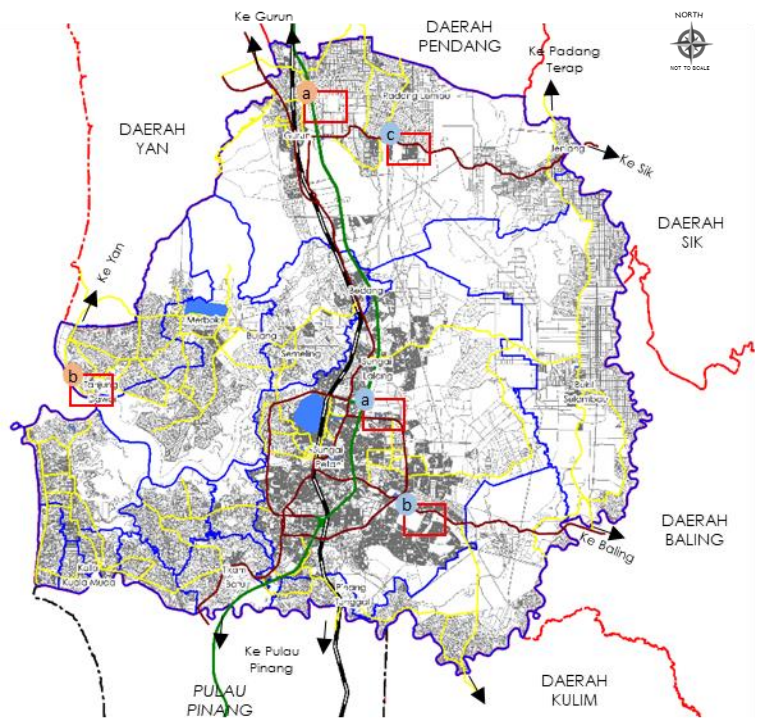 Ke Gurun
DAERAH
PENDANG
NORTH
NOT TO SCALE
Ke Padang
Terap
a
Padang Lumau
DAERAH
YAN
c
Gurun
Jeniang
Ke Sik
DAERAH
SIK
Ke Yan
Bedong
Merbok
Bujang
Semeling
Sungai
Lalang
b
Tanjung
Dawai
Bukit
Selambau
a
Sungai
Petani
b
DAERAH
BALING
Ke Baling
Kota
Kuala Muda
Tikam
Batu
Pinang
Tunggal
Ke Pulau
Pinang
PULAU
PINANG
DAERAH
KULIM